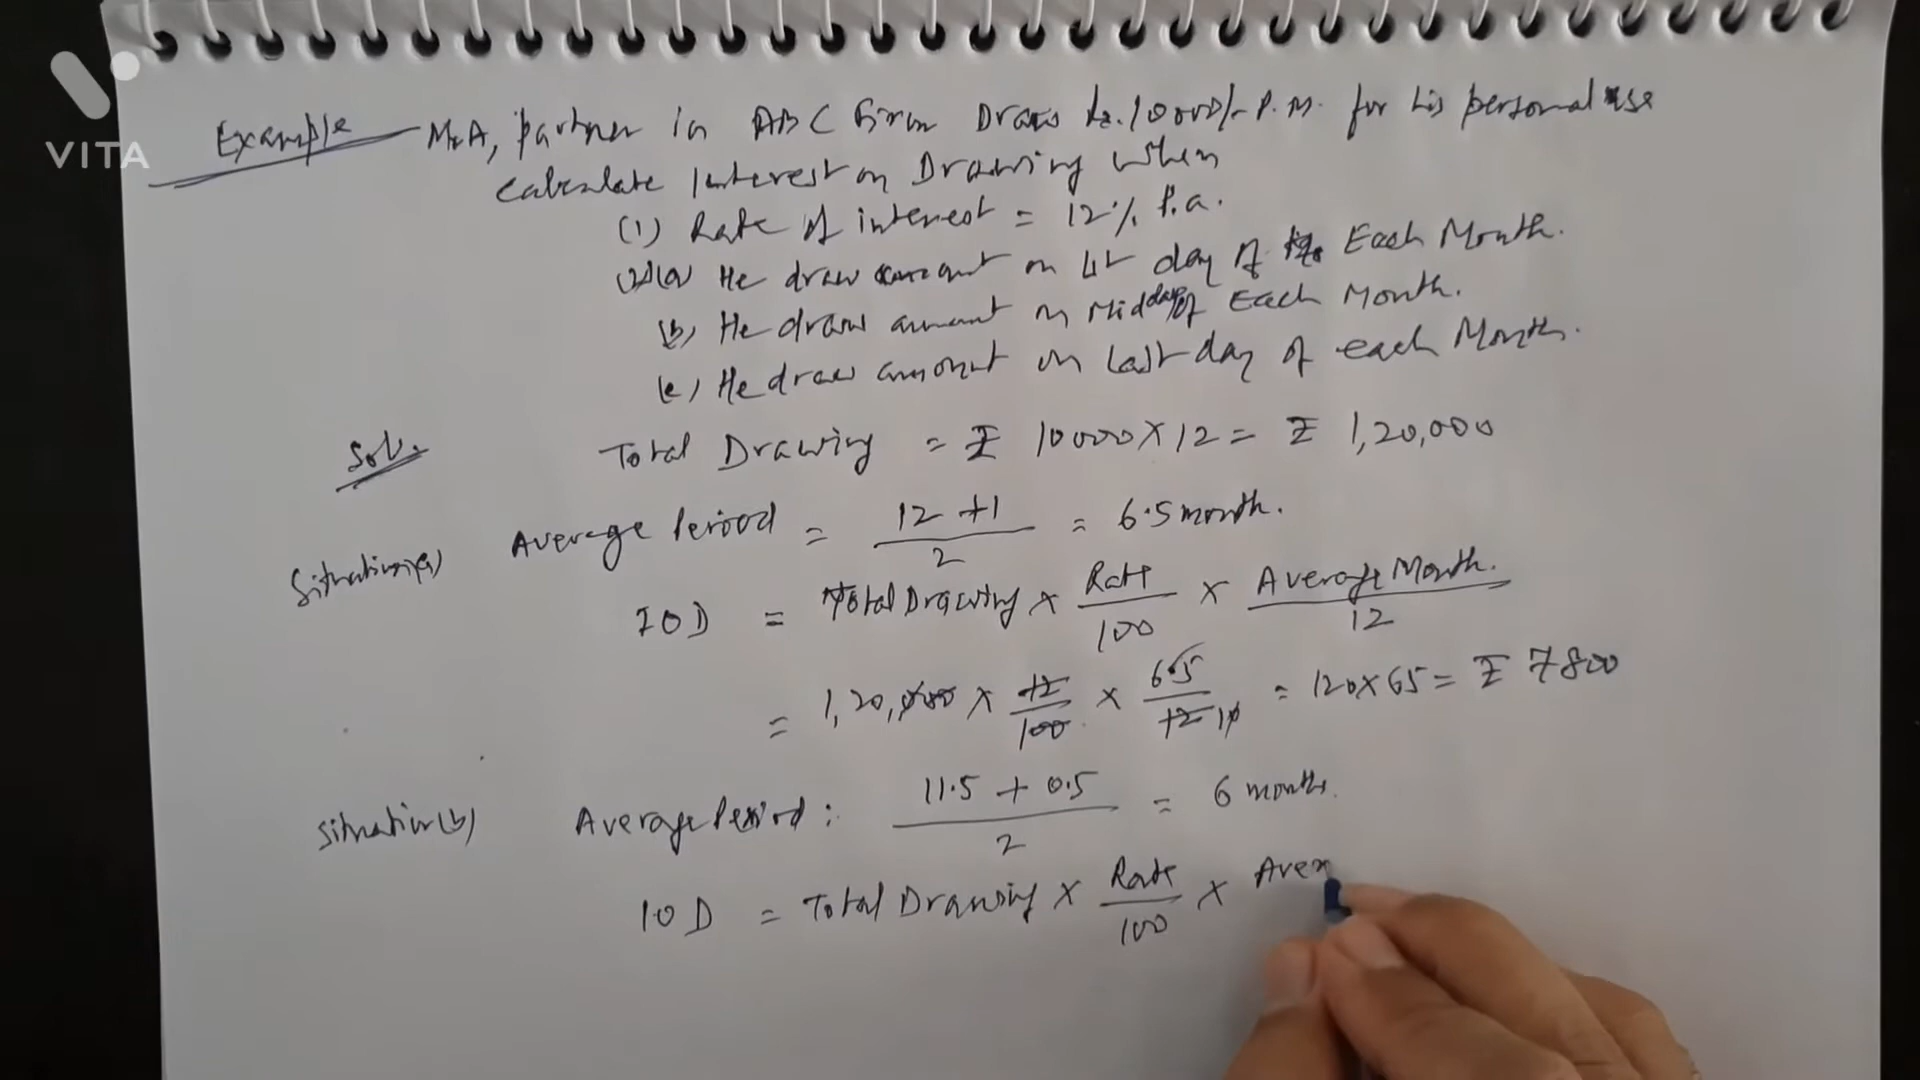 VITA
Example Mr A, partner in ABC firm Draws Rs. 10000/- P.M. for his personal use
Calculate Interest on Drawing when
(1) Rate of interest = 12% P.a.
(2)(a) He draw amount on 1st day of Each Month.
(b) He draw amount on Mid day of Each Month.
(c) He draw amount on last day of each Month.
Sol. Total Drawing = ₹ 10000 × 12 = ₹ 1,20,000
Situation(a) Average Period = 12 + 1 / 2 = 6.5 month.
IOD = Total Drawing × Rate / 100 × Average Month. / 12
= 1,20,000 × 12 / 100 × 6.5 / 12 10 = 120 × 65 = ₹ 7800
Situation(b) Average Period : 11.5 + 0.5 / 2 = 6 months.
IOD = Total Drawing × Rate / 100 × Aver